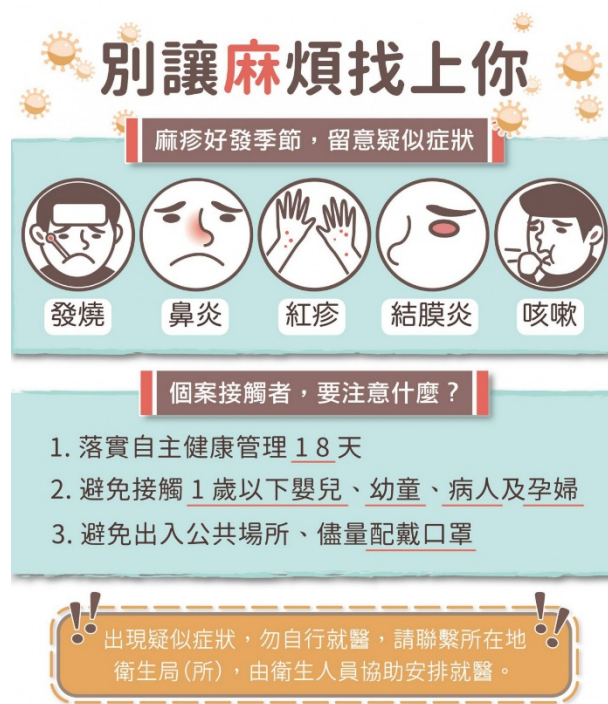 別讓麻煩找上你
麻疹好發季節，留意疑似症狀
發燒
鼻炎
紅疹
結膜炎
咳嗽
個案接觸者，要注意什麼？
1. 落實自主健康管理18天
2. 避免接觸1歲以下嬰兒、幼童、病人及孕婦
3. 避免出入公共場所、儘量配戴口罩
出現疑似症狀，勿自行就醫，請聯繫所在地
衛生局(所)，由衛生人員協助安排就醫。